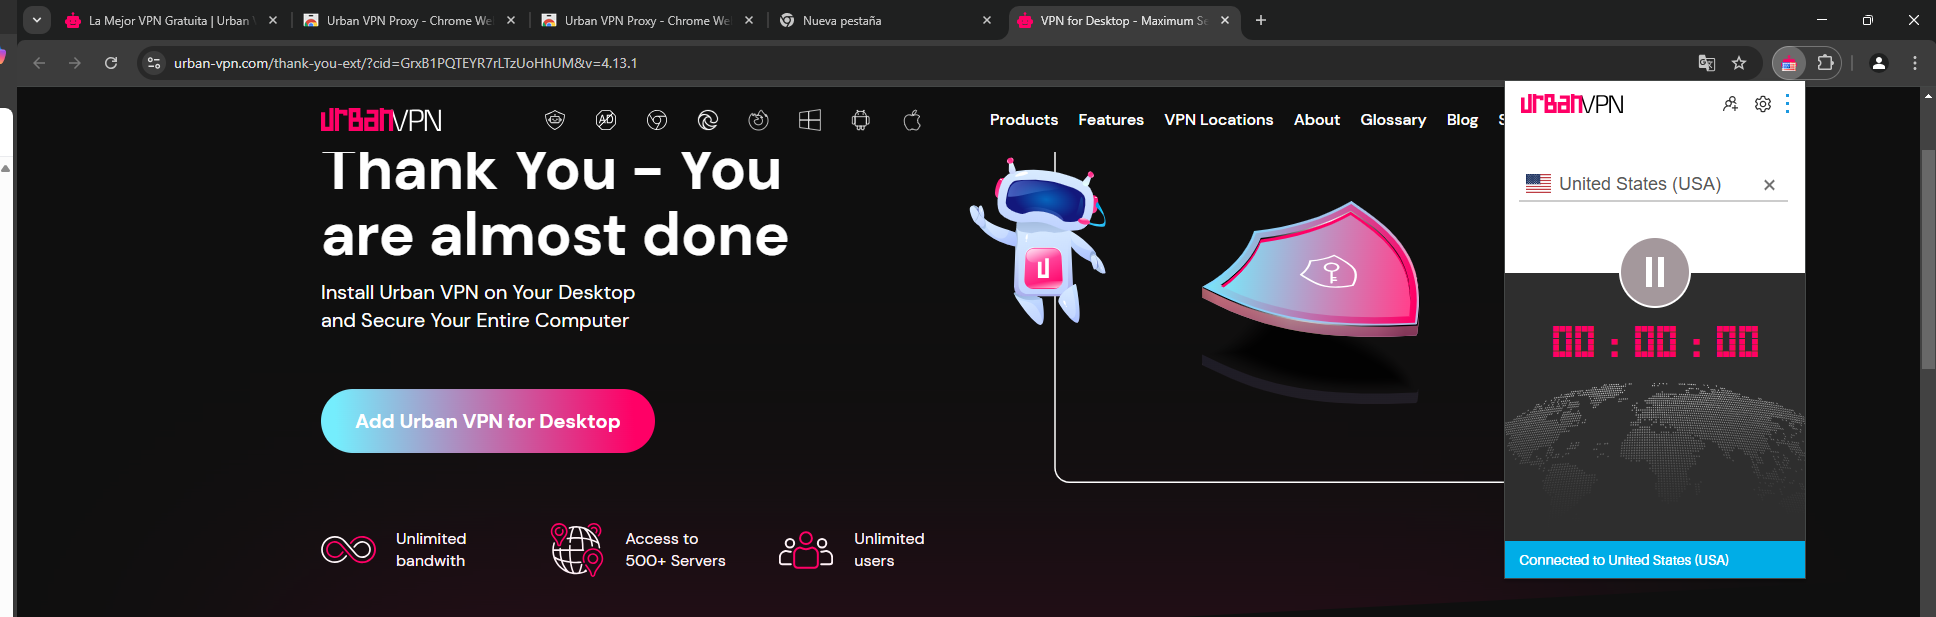 La Mejor VPN Gratuita | Urban V
Urban VPN Proxy - Chrome We
Urban VPN Proxy - Chrome We
Nueva pestaña
VPN for Desktop - Maximum Se
urban-vpn.com/thank-you-ext/?cid=GrxB1PQTEYR7rLTzUoHhUM&v=4.13.1
urBanVPN
AD
Products
Features
VPN Locations
About
Glossary
Blog
S
Thank You – You
are almost done
Install Urban VPN on Your Desktop
and Secure Your Entire Computer
Add Urban VPN for Desktop
U
Unlimited
bandwith
Access to
500+ Servers
Unlimited
users
urBanVPN
United States (USA)
00 : 00 : 00
Connected to United States (USA)